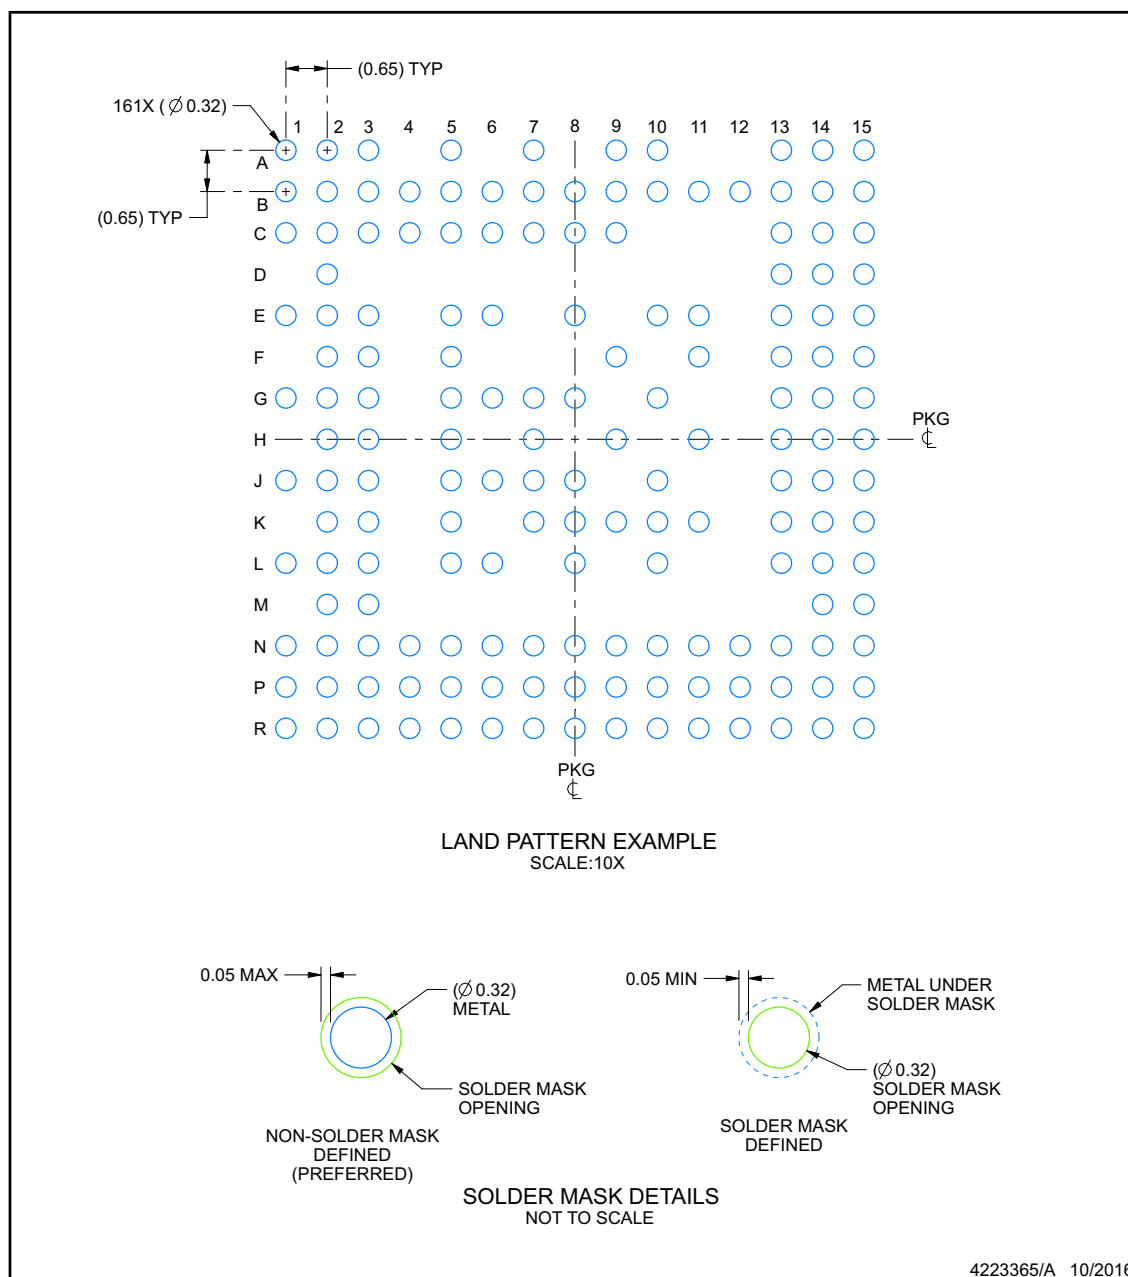 (0.65) TYP
161X ( Ø 0.32)
1 2 3 4 5 6 7 8 9 10 11 12 13 14 15
A
B
(0.65) TYP
C
D
E
F
G
PKG
H
℄
J
K
L
M
N
P
R
PKG
℄
LAND PATTERN EXAMPLE
SCALE:10X
0.05 MAX
(Ø 0.32)
METAL
SOLDER MASK
OPENING
NON-SOLDER MASK
DEFINED
(PREFERRED)
0.05 MIN
METAL UNDER
SOLDER MASK
(Ø 0.32)
SOLDER MASK
OPENING
SOLDER MASK
DEFINED
SOLDER MASK DETAILS
NOT TO SCALE
4223365/A 10/2016